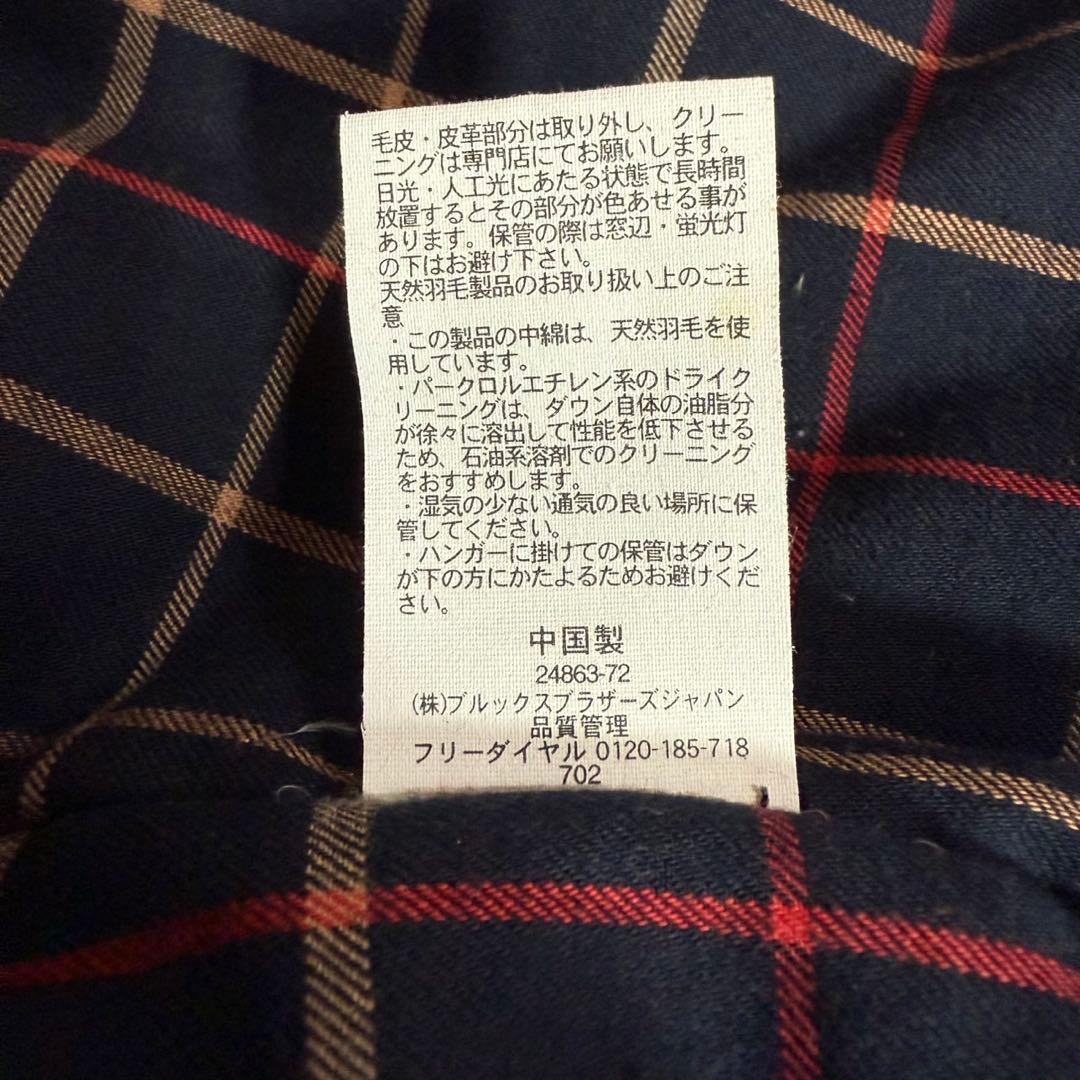 毛皮・皮革部分は取り外し、クリー
ニングは専門店にてお願いします。
日光・人工光にあたる状態で長時間
放置するとその部分が色あせる事が
あります。保管の際は窓辺・蛍光灯
の下はお避け下さい。
天然羽毛製品のお取り扱い上のご注
意
・この製品の中綿は、天然羽毛を使
用しています。
・パークロルエチレン系のドライク
リーニングは、ダウン自体の油脂分
が徐々に溶出して性能を低下させる
ため、石油系溶剤でのクリーニング
をおすすめします。
・湿気の少ない通気の良い場所に保
管してください。
・ハンガーに掛けての保管はダウン
が下の方にかたよるためお避けくだ
さい。
中国製
24863-72
(株)ブルックスブラザーズジャパン
品質管理
フリーダイヤル 0120-185-718
702